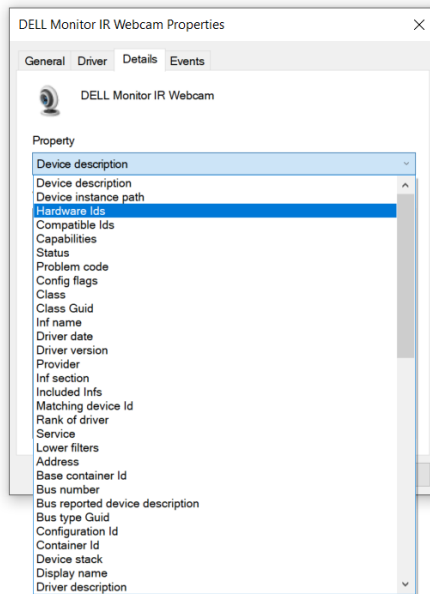 DELL Monitor IR Webcam Properties
General Driver Details Events
DELL Monitor IR Webcam
Property
Device description
Device description
Device instance path
Hardware Ids
Compatible Ids
Capabilities
Status
Problem code
Config flags
Class
Class Guid
Inf name
Driver date
Driver version
Provider
Inf section
Included Infs
Matching device Id
Rank of driver
Service
Lower filters
Address
Base container Id
Bus number
Bus reported device description
Bus type Guid
Configuration Id
Container Id
Device stack
Display name
Driver description